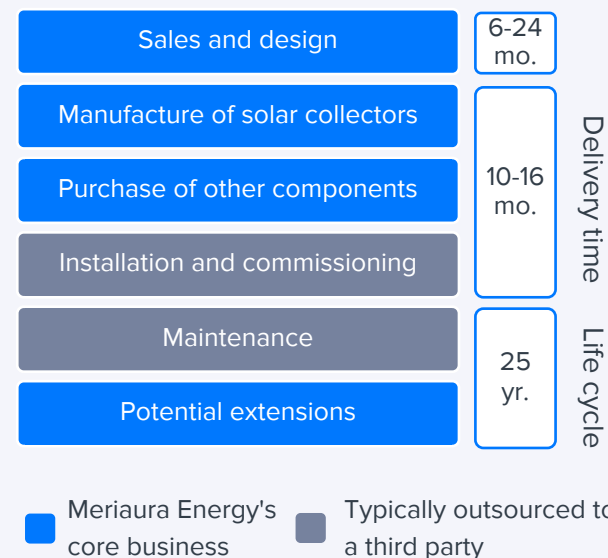 Sales and design
6-24
mo.
Manufacture of solar collectors
Purchase of other components
Installation and commissioning
10-16
mo.
Delivery time
Maintenance
Potential extensions
25
yr.
Life cycle
Meriaura Energy's
core business
Typically outsourced to
a third party